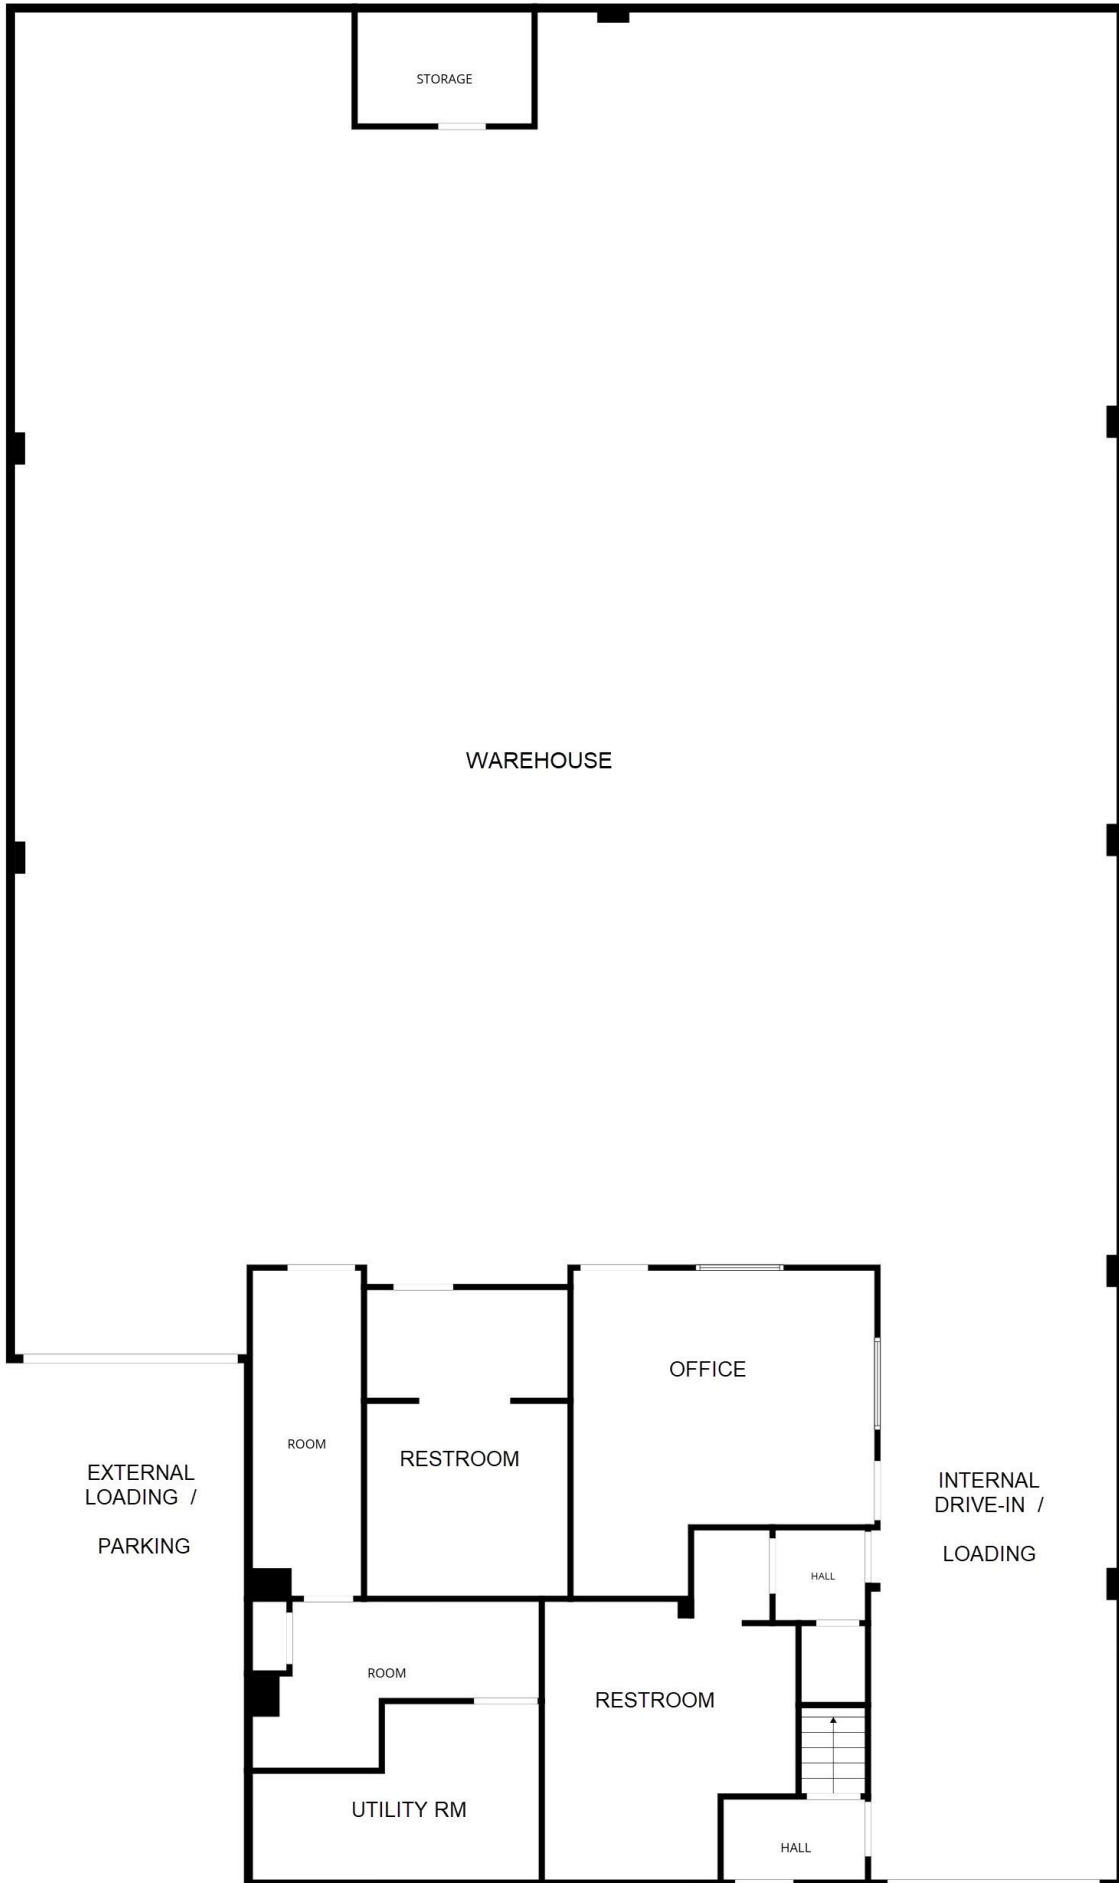 STORAGE
WAREHOUSE
OFFICE
ROOM
RESTROOM
EXTERNAL
LOADING /
PARKING
INTERNAL
DRIVE-IN /
LOADING
HALL
ROOM
RESTROOM
UTILITY RM
HALL